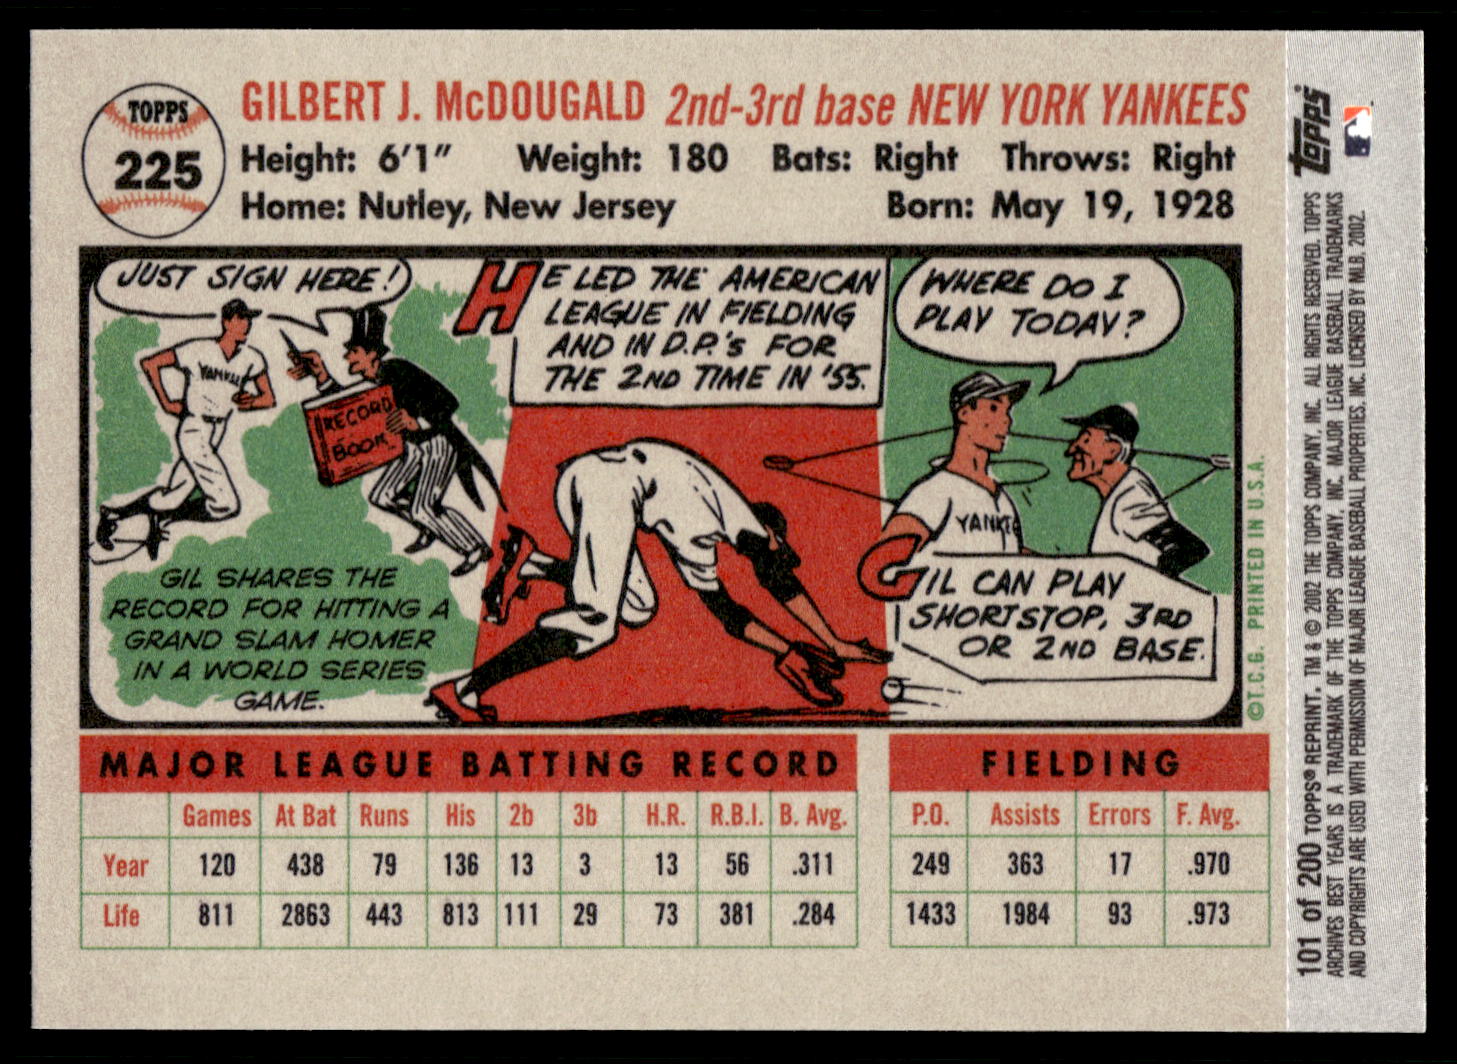 TOPPS
225
GILBERT J. McDOUGALD 2nd-3rd base NEW YORK YANKEES
Height: 6'1" Weight: 180 Bats: Right Throws: Right
Home: Nutley, New Jersey Born: May 19, 1928
JUST SIGN HERE!
YANKEE
RECORD
BOOK
GIL SHARES THE
RECORD FOR HITTING A
GRAND SLAM HOMER
IN A WORLD SERIES
GAME.
HE LED THE AMERICAN
LEAGUE IN FIELDING
AND IN D.P.'s FOR
THE 2ND TIME IN '55.
WHERE DO I
PLAY TODAY?
YANKEE
GIL CAN PLAY
SHORTSTOP, 3RD
OR 2ND BASE.
©T.C.G. PRINTED IN U.S.A.
MAJOR LEAGUE BATTING RECORD
Games At Bat Runs His 2b 3b H.R. R.B.I. B. Avg.
Year 120 438 79 136 13 3 13 56 .311
Life 811 2863 443 813 111 29 73 381 .284
FIELDING
P.O. Assists Errors F. Avg.
249 363 17 .970
1433 1984 93 .973
Topps
101 of 200 TOPPS® REPRINT. TM & © 2002 THE TOPPS COMPANY, INC. ALL RIGHTS RESERVED. TOPPS
ARCHIVES BEST YEARS IS A TRADEMARK OF THE TOPPS COMPANY, INC. MAJOR LEAGUE BASEBALL TRADEMARKS
AND COPYRIGHTS ARE USED WITH PERMISSION OF MAJOR LEAGUE BASEBALL PROPERTIES, INC. LICENSED BY MLB, 2002.